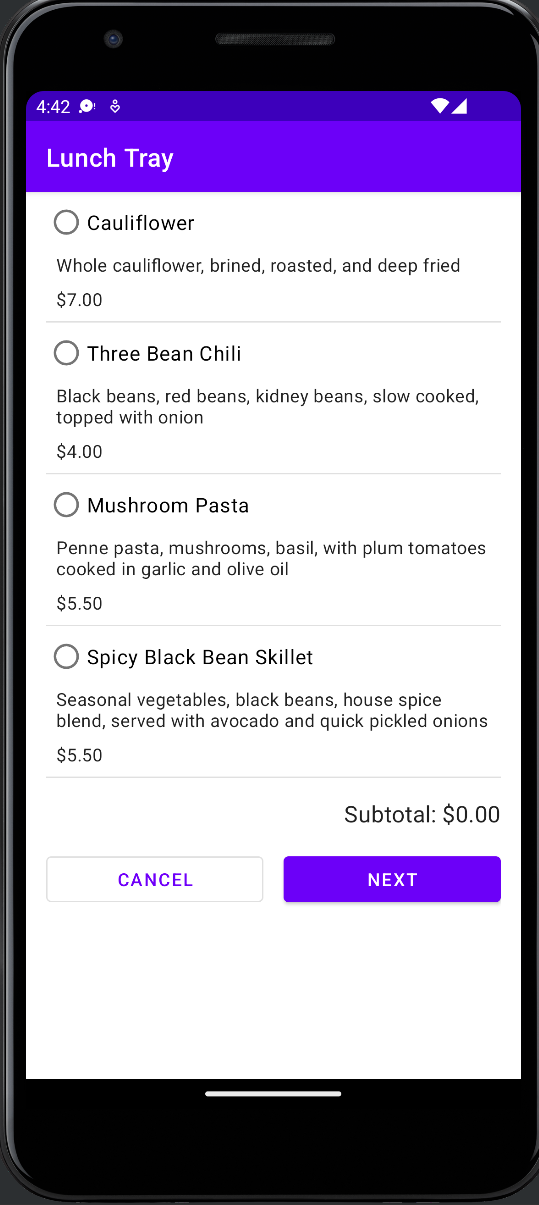 4:42
Lunch Tray
Cauliflower
Whole cauliflower, brined, roasted, and deep fried
$7.00
Three Bean Chili
Black beans, red beans, kidney beans, slow cooked,
topped with onion
$4.00
Mushroom Pasta
Penne pasta, mushrooms, basil, with plum tomatoes
cooked in garlic and olive oil
$5.50
Spicy Black Bean Skillet
Seasonal vegetables, black beans, house spice
blend, served with avocado and quick pickled onions
$5.50
Subtotal: $0.00
CANCEL
NEXT